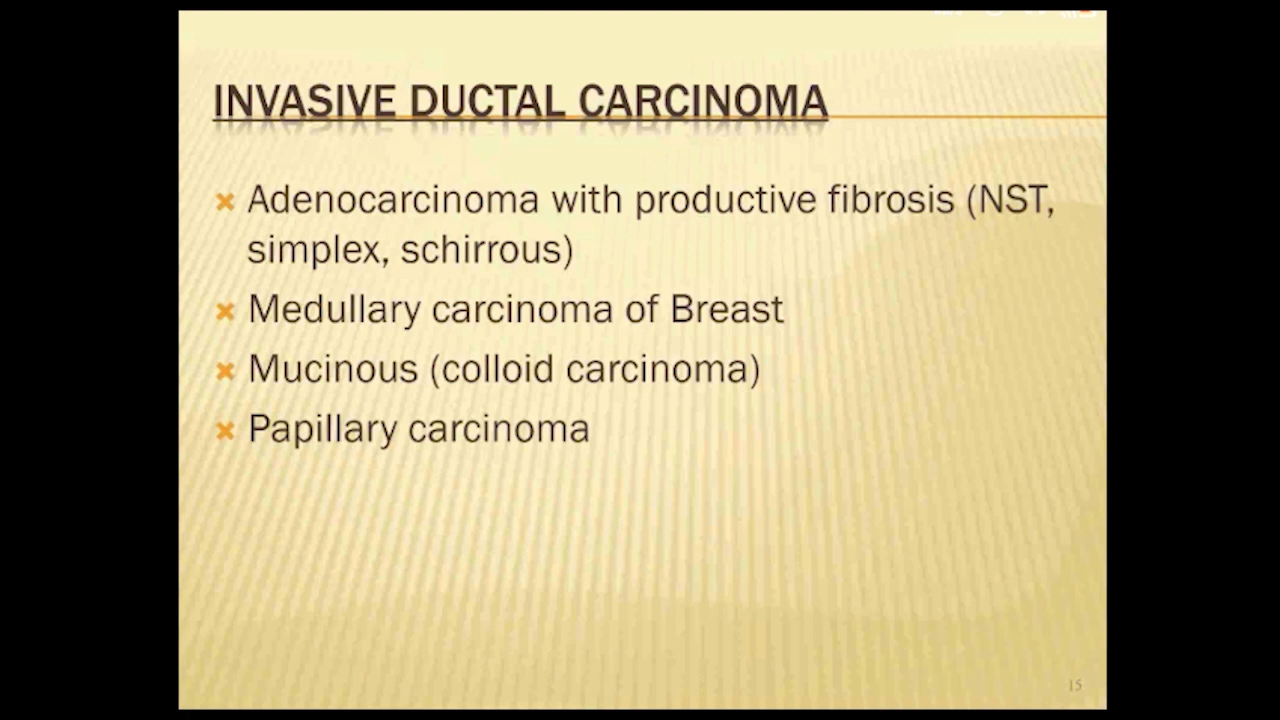 INVASIVE DUCTAL CARCINOMA
Adenocarcinoma with productive fibrosis (NST,
simplex, schirrous)
Medullary carcinoma of Breast
Mucinous (colloid carcinoma)
Papillary carcinoma
15